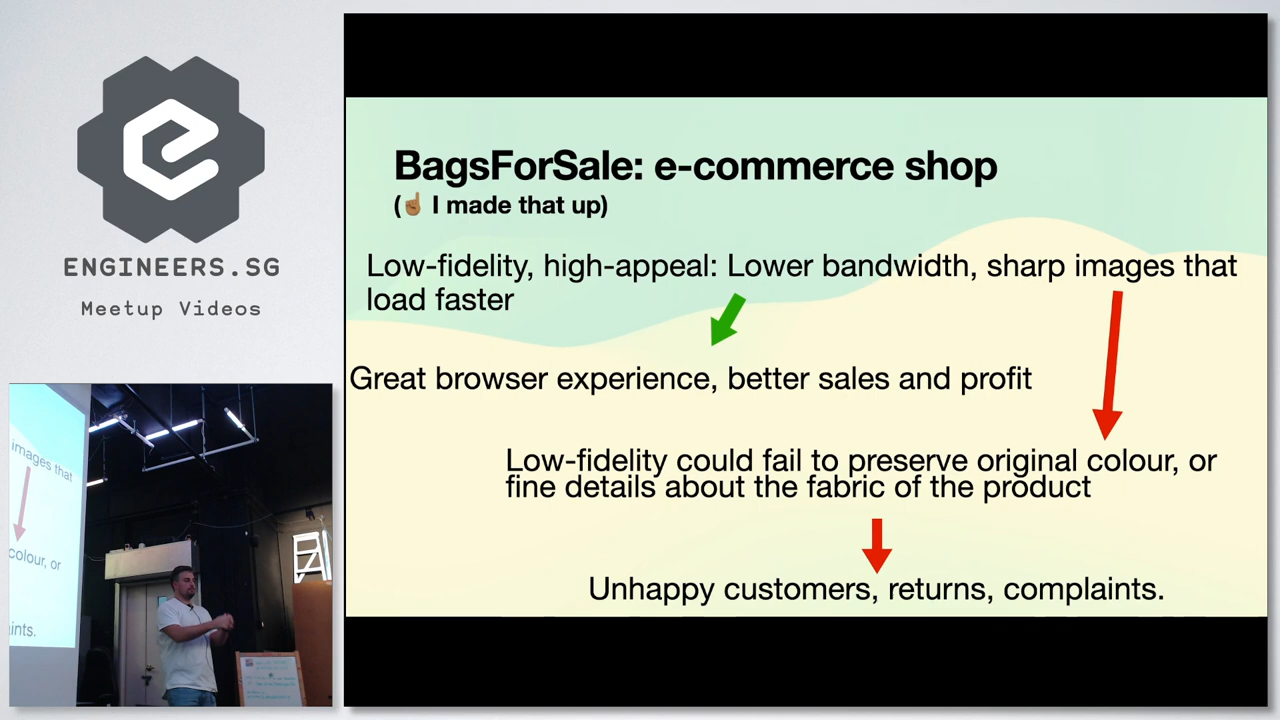 ENGINEERS.SG
Meetup Videos
BagsForSale: e-commerce shop
(☝🏽 I made that up)
Low-fidelity, high-appeal: Lower bandwidth, sharp images that
load faster
Great browser experience, better sales and profit
Low-fidelity could fail to preserve original colour, or
fine details about the fabric of the product
Unhappy customers, returns, complaints.
images that
colour, or
aints.